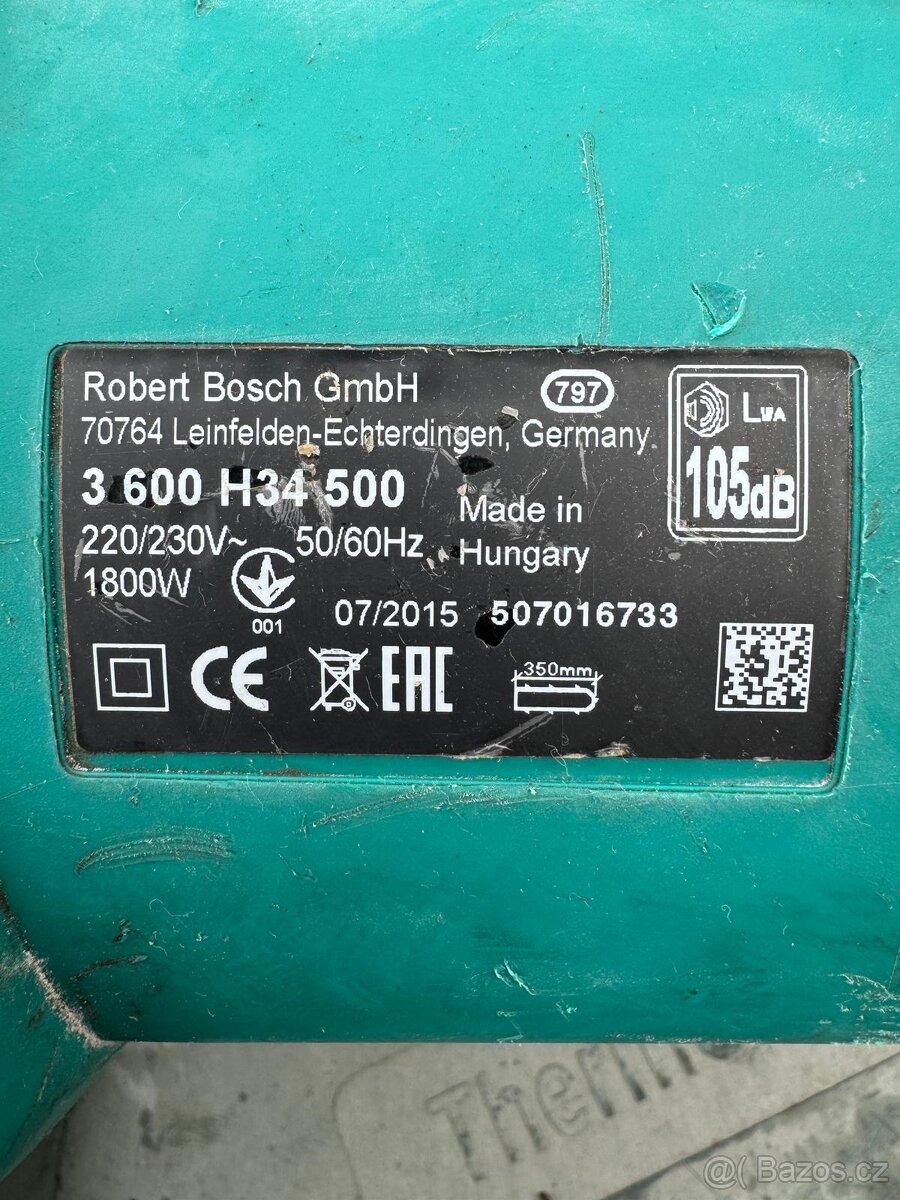 Robert Bosch GmbH
797
70764 Leinfelden-Echterdingen, Germany
LWA
105dB
3 600 H34 500
Made in
Hungary
220/230V~ 50/60Hz
1800W
001
07/2015 507016733
CE
EAC
350mm
Thermo
@( Bazos.cz